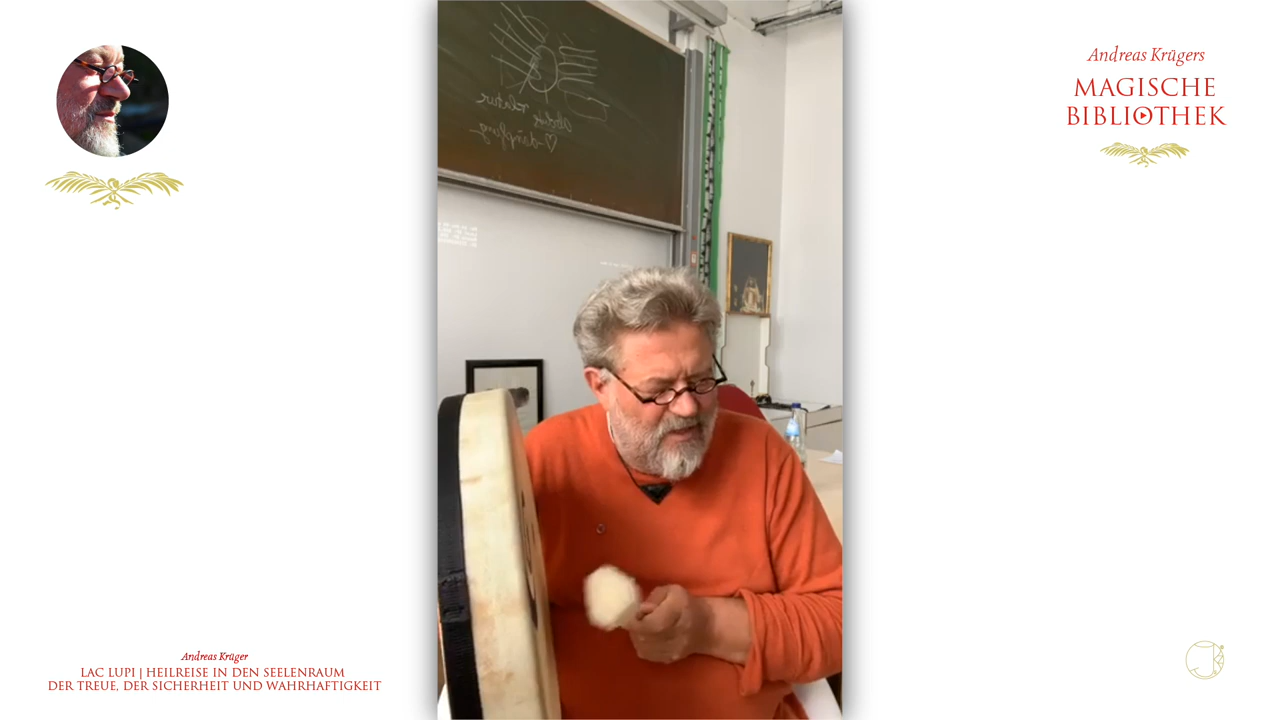 Andreas Krügers
MAGISCHE
BIBLIOTHEK
Andreas Krüger
LAC LUPI | HEILREISE IN DEN SEELENRAUM
DER TREUE, DER SICHERHEIT UND WAHRHAFTIGKEIT